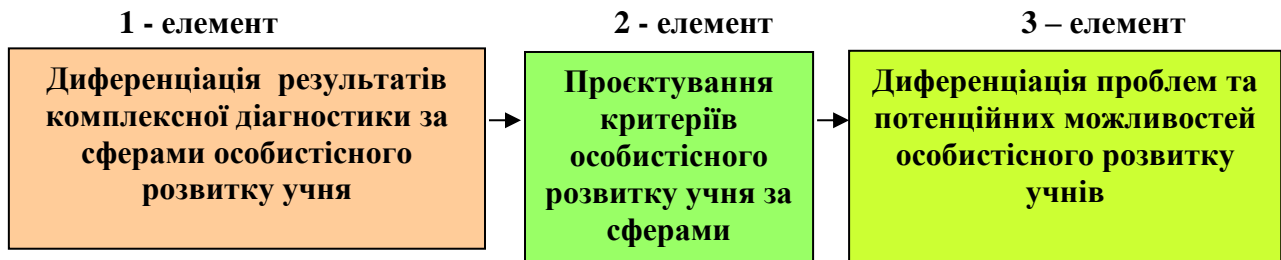 1 - елемент
Диференціація результатів
комплексної діагностики за
сферами особистісного
розвитку учня
2 - елемент
Проєктування
критеріїв
особистісного
розвитку учня за
сферами
3 – елемент
Диференціація проблем та
потенційних можливостей
особистісного розвитку
учнів